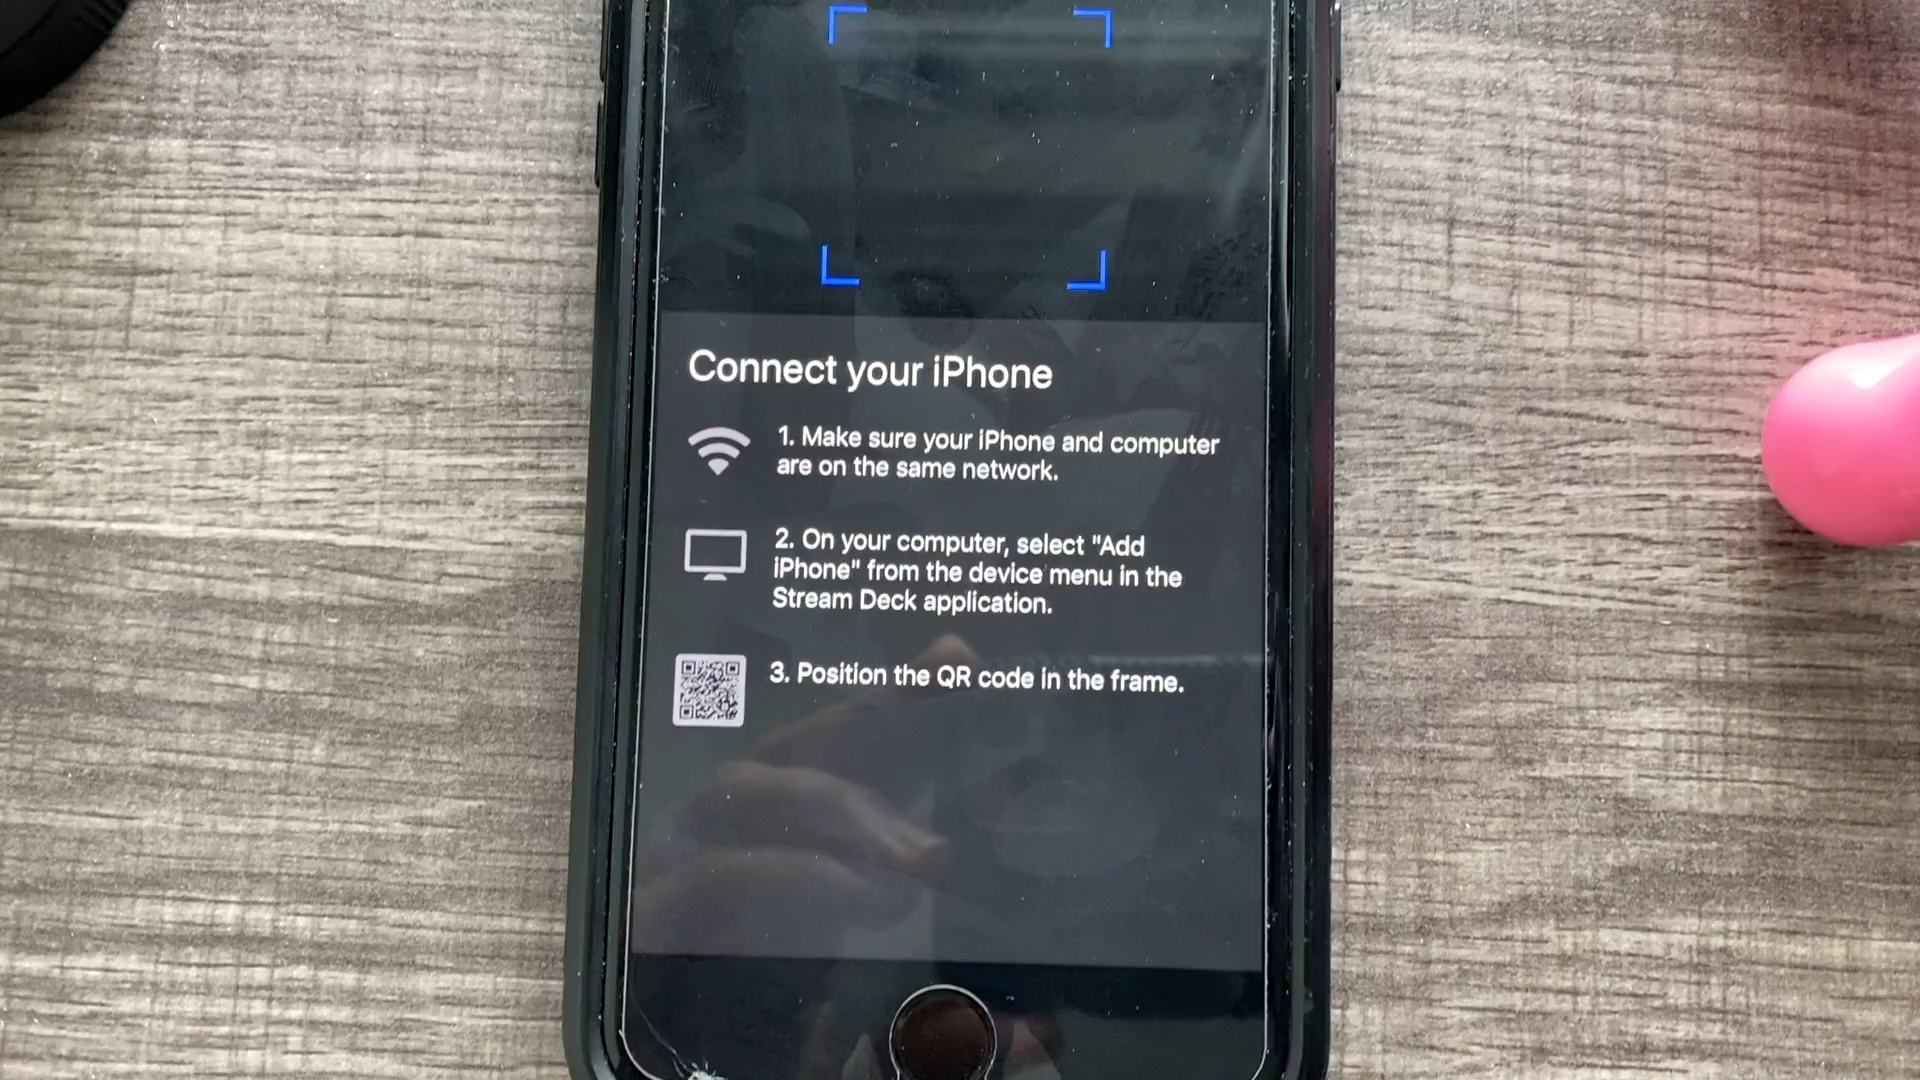 Connect your iPhone
1. Make sure your iPhone and computer
are on the same network.
2. On your computer, select "Add
iPhone" from the device menu in the
Stream Deck application.
3. Position the QR code in the frame.